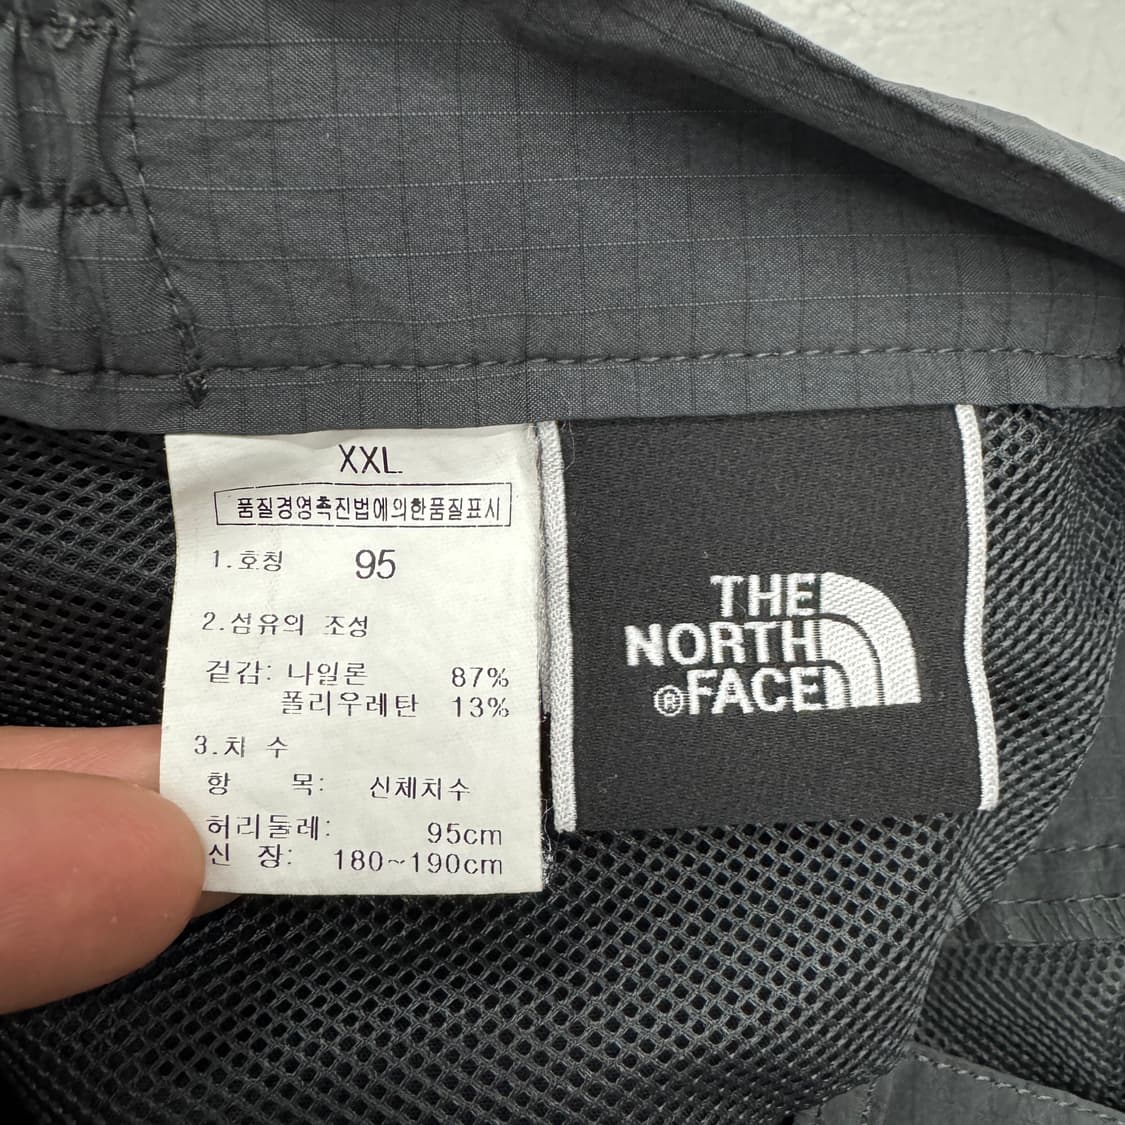 XXL
품질경영촉진법에의한품질표시
1.호칭 95
2.섬유의 조성
겉감: 나일론 87%
폴리우레탄 13%
3.치 수
항 목: 신체치수
허리둘레: 95cm
신 장: 180~190cm
THE
NORTH
®FACE